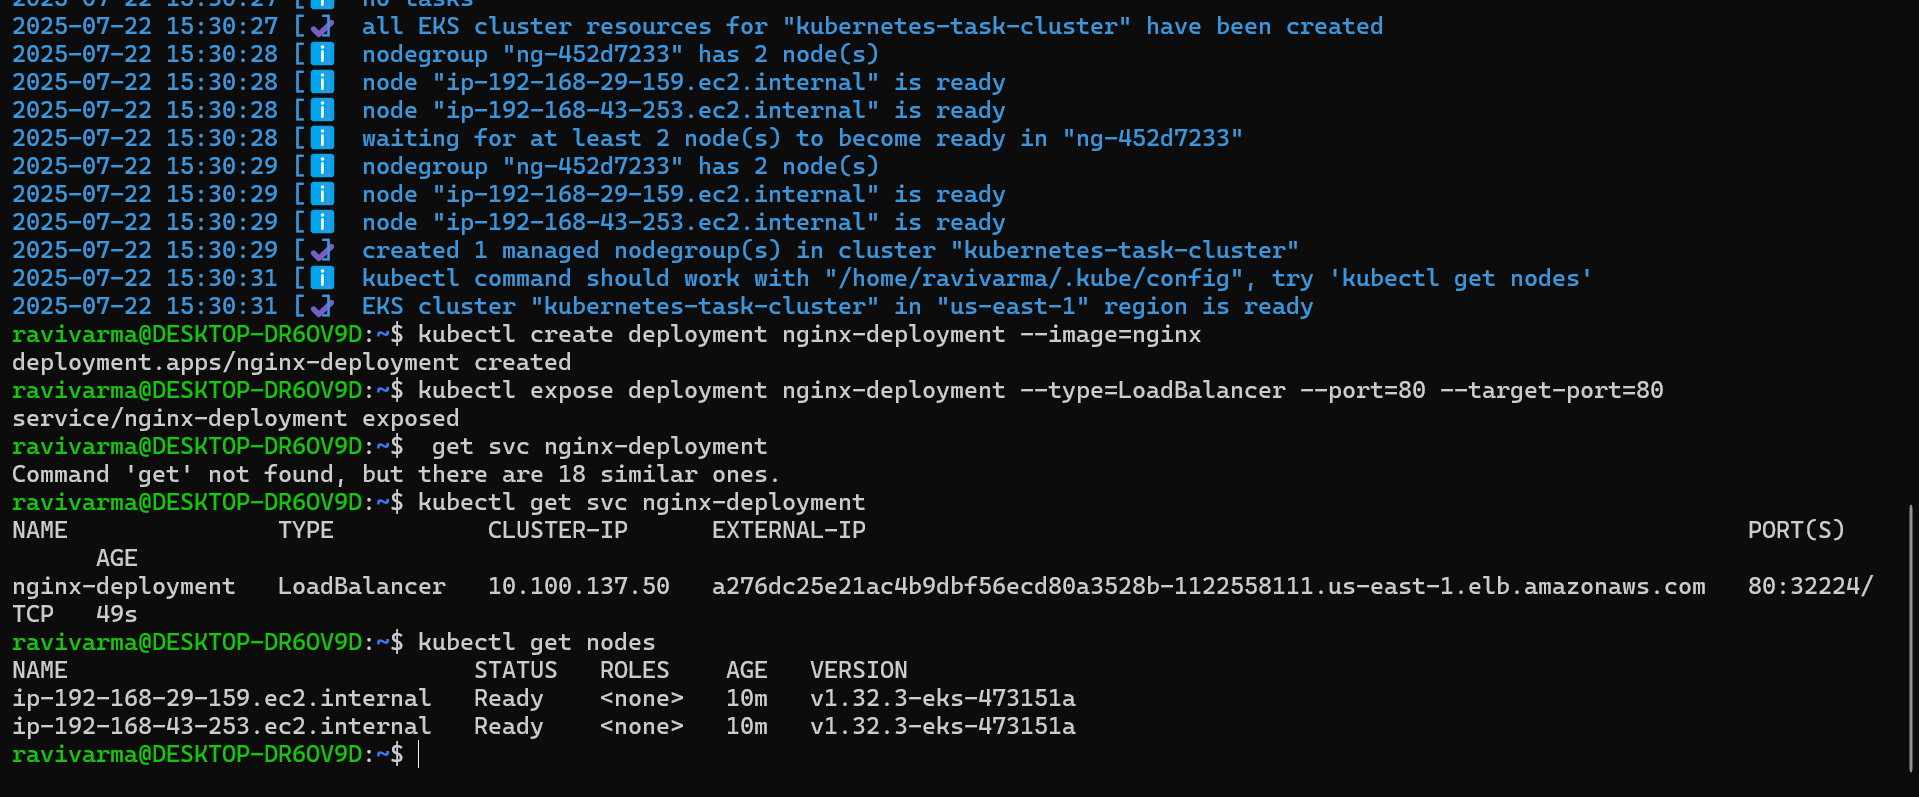 2025-07-22 15:30:27 [ℹ]  no tasks
2025-07-22 15:30:27 [✔]  all EKS cluster resources for "kubernetes-task-cluster" have been created
2025-07-22 15:30:28 [ℹ]  nodegroup "ng-452d7233" has 2 node(s)
2025-07-22 15:30:28 [ℹ]  node "ip-192-168-29-159.ec2.internal" is ready
2025-07-22 15:30:28 [ℹ]  node "ip-192-168-43-253.ec2.internal" is ready
2025-07-22 15:30:28 [ℹ]  waiting for at least 2 node(s) to become ready in "ng-452d7233"
2025-07-22 15:30:29 [ℹ]  nodegroup "ng-452d7233" has 2 node(s)
2025-07-22 15:30:29 [ℹ]  node "ip-192-168-29-159.ec2.internal" is ready
2025-07-22 15:30:29 [ℹ]  node "ip-192-168-43-253.ec2.internal" is ready
2025-07-22 15:30:29 [✔]  created 1 managed nodegroup(s) in cluster "kubernetes-task-cluster"
2025-07-22 15:30:31 [ℹ]  kubectl command should work with "/home/ravivarma/.kube/config", try 'kubectl get nodes'
2025-07-22 15:30:31 [✔]  EKS cluster "kubernetes-task-cluster" in "us-east-1" region is ready
ravivarma@DESKTOP-DR6OV9D:~$ kubectl create deployment nginx-deployment --image=nginx
deployment.apps/nginx-deployment created
ravivarma@DESKTOP-DR6OV9D:~$ kubectl expose deployment nginx-deployment --type=LoadBalancer --port=80 --target-port=80
service/nginx-deployment exposed
ravivarma@DESKTOP-DR6OV9D:~$  get svc nginx-deployment
Command 'get' not found, but there are 18 similar ones.
ravivarma@DESKTOP-DR6OV9D:~$ kubectl get svc nginx-deployment
NAME               TYPE           CLUSTER-IP      EXTERNAL-IP                                                               PORT(S)
      AGE
nginx-deployment   LoadBalancer   10.100.137.50   a276dc25e21ac4b9dbf56ecd80a3528b-1122558111.us-east-1.elb.amazonaws.com   80:32224/
TCP   49s
ravivarma@DESKTOP-DR6OV9D:~$ kubectl get nodes
NAME                             STATUS   ROLES    AGE   VERSION
ip-192-168-29-159.ec2.internal   Ready    <none>   10m   v1.32.3-eks-473151a
ip-192-168-43-253.ec2.internal   Ready    <none>   10m   v1.32.3-eks-473151a
ravivarma@DESKTOP-DR6OV9D:~$